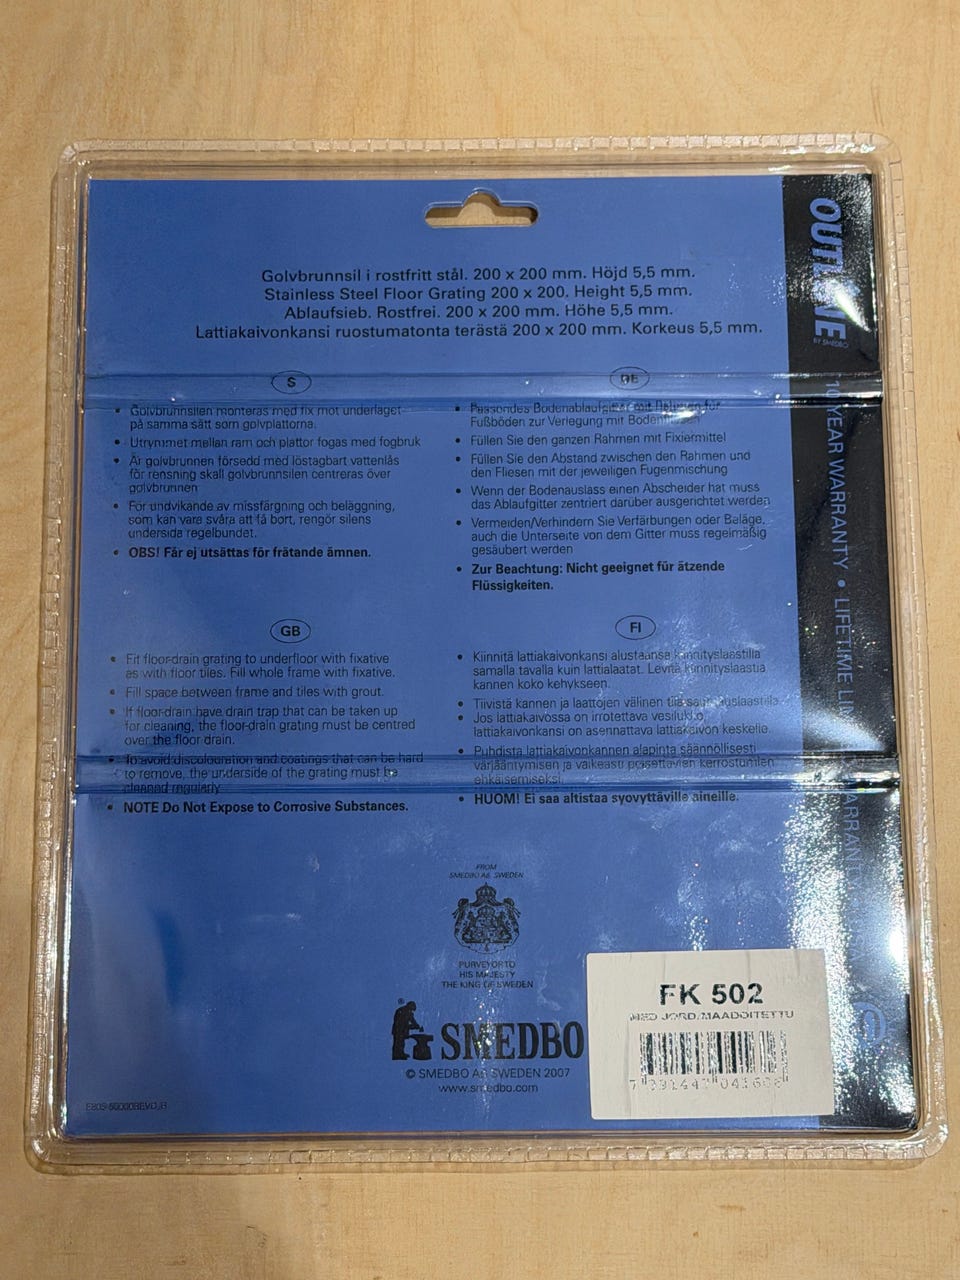 Golvbrunnsil i rostfritt stål. 200 x 200 mm. Höjd 5,5 mm.
Stainless Steel Floor Grating 200 x 200. Height 5,5 mm.
Ablaufsieb. Rostfrei. 200 x 200 mm. Höhe 5,5 mm.
Lattiakaivonkansi ruostumatonta terästä 200 x 200 mm. Korkeus 5,5 mm.
S
• Golvbrunnsilen monteras med fix mot underlaget
på samma sätt som golvplattorna.
• Utrymmet mellan ram och plattor fogas med fogbruk
• Är golvbrunnen försedd med löstagbart vattenlås
för rensning skall golvbrunnsilen centreras över
golvbrunnen
• För undvikande av missfärgning och beläggning,
som kan vara svåra att få bort, rengör silens
undersida regelbundet.
• OBS! Får ej utsättas för frätande ämnen.
DE
• Passendes Bodenablaufgitter mit Rahmen für
Fußböden zur Verlegung mit Bodenfliesen
• Füllen Sie den ganzen Rahmen mit Fixiermittel
• Füllen Sie den Abstand zwischen den Rahmen und
den Fliesen mit der jeweiligen Fugenmischung
• Wenn der Bodenauslass einen Abscheider hat muss
das Ablaufgitter zentriert darüber ausgerichtet werden
• Vermeiden/Verhindern Sie Verfärbungen oder Beläge,
auch die Unterseite von dem Gitter muss regelmäßig
gesäubert werden
• Zur Beachtung: Nicht geeignet für ätzende
Flüssigkeiten.
GB
• Fit floor-drain grating to underfloor with fixative
as with floor tiles. Fill whole frame with fixative.
• Fill space between frame and tiles with grout.
• If floor-drain have drain trap that can be taken up
for cleaning, the floor-drain grating must be centred
over the floor-drain.
• To avoid discolouration and coatings that can be hard
to remove, the underside of the grating must be
cleaned regularly
• NOTE Do Not Expose to Corrosive Substances.
FI
• Kiinnitä lattiakaivonkansi alustaansa kiinnityslaastilla
samalla tavalla kuin lattialaatat. Levitä kiinnityslaastia
kannen koko kehykseen.
• Tiivistä kannen ja laattojen välinen tila
• Jos lattiakaivossa on irrotettava vesilukko,
lattiakaivonkansi on asennettava lattiakaivon keskelle.
• Puhdista lattiakaivonkannen alapinta säännöllisesti
värjääntymisen ja vaikeasti poistettavien kerrostumien
ehkäisemiseksi.
• HUOM! Ei saa altistaa syovyttäville aineille.
OUTLINE
BY SMEDBO
10 YEAR WARRANTY • LIFETIME
FROM
SMEDBO AB, SWEDEN
PURVEYOR TO
HIS MAJESTY
THE KING OF SWEDEN
® SMEDBO
© SMEDBO AB SWEDEN 2007
www.smedbo.com
FK 502
MED JORD/MAADOITETTU